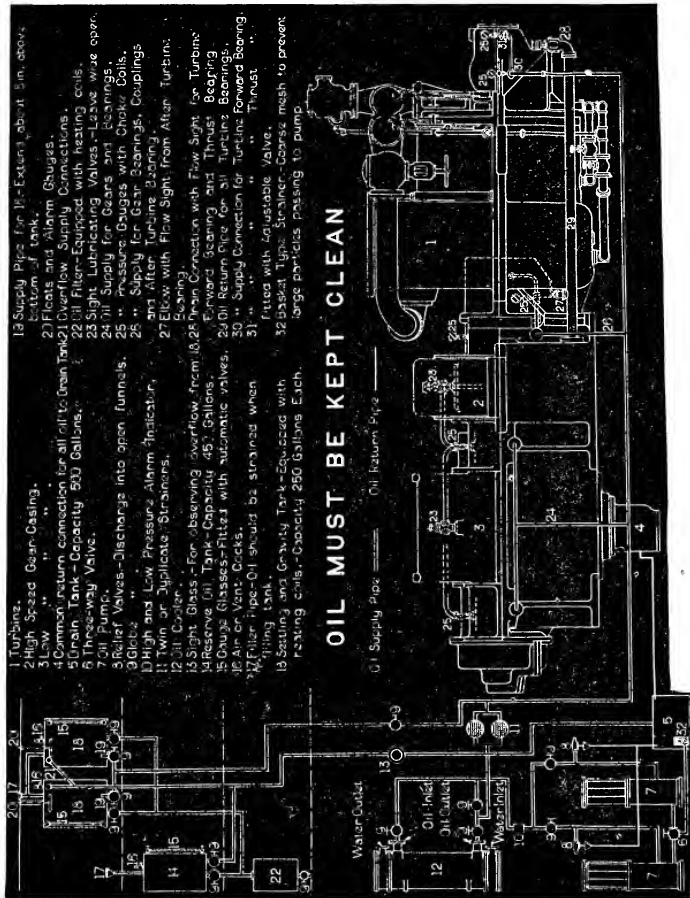 1 Turbine.
2 High Speed Gear Casing.
3 Low " " " .
4 Common return connection for all oil to Drain Tank
5 Drain Tank-Capacity 500 Gallons.
6 Three-way Valve.
7 Oil Pump.
8 Relief Valves-Discharge into open funnels.
9 Globe "
10 High and Low Pressure Alarm Indicator.
11 Twin or Duplicate Strainers.
12 Oil Cooler.
13 Sight Glass-For observing overflow from 18.
14 Reserve Oil Tank-Capacity 450 Gallons.
15 Gauge Glasses-Fitted with automatic valves.
16 Air or Vent Cocks.
17 Filler Pipe-Oil should be strained when
filling tank.
18 Settling and Gravity Tank-Equipped with
heating coils.-Capacity 250 Gallons Each.
19 Supply Pipe for 18-Extend about 8in. above
bottom of tank.
20 Floats and Alarm Gauges.
21 Overflow Supply Connections.
22 Oil Filter-Equipped with heating coils.
23 Sight Lubricating Valves-Leave wide open.
24 Oil Supply for Gears and Bearings.
25 " Pressure Gauges with Choker Coils.
26 " Supply for Gear Bearings, Couplings
and After Turbine Bearing.
27 Elbow with Flow Sight from After Turbine
Bearing.
28 Drain Connection with Flow Sight for Turbine
Forward Bearing and Thrust Bearing
29 Oil Return Pipe for all Turbine Bearings.
30 " Supply Connection for Turbine Forward Bearing.
31 " " " " Thrust "
Fitted with Adjustable Valve.
32 Basket Type Strainer-Coarse mesh to prevent
large particles passing to pump.
OIL MUST BE KEPT CLEAN
Oil Supply Pipe
Oil Return Pipe
Water Outlet
Oil Inlet
Oil Outlet
Water Inlet